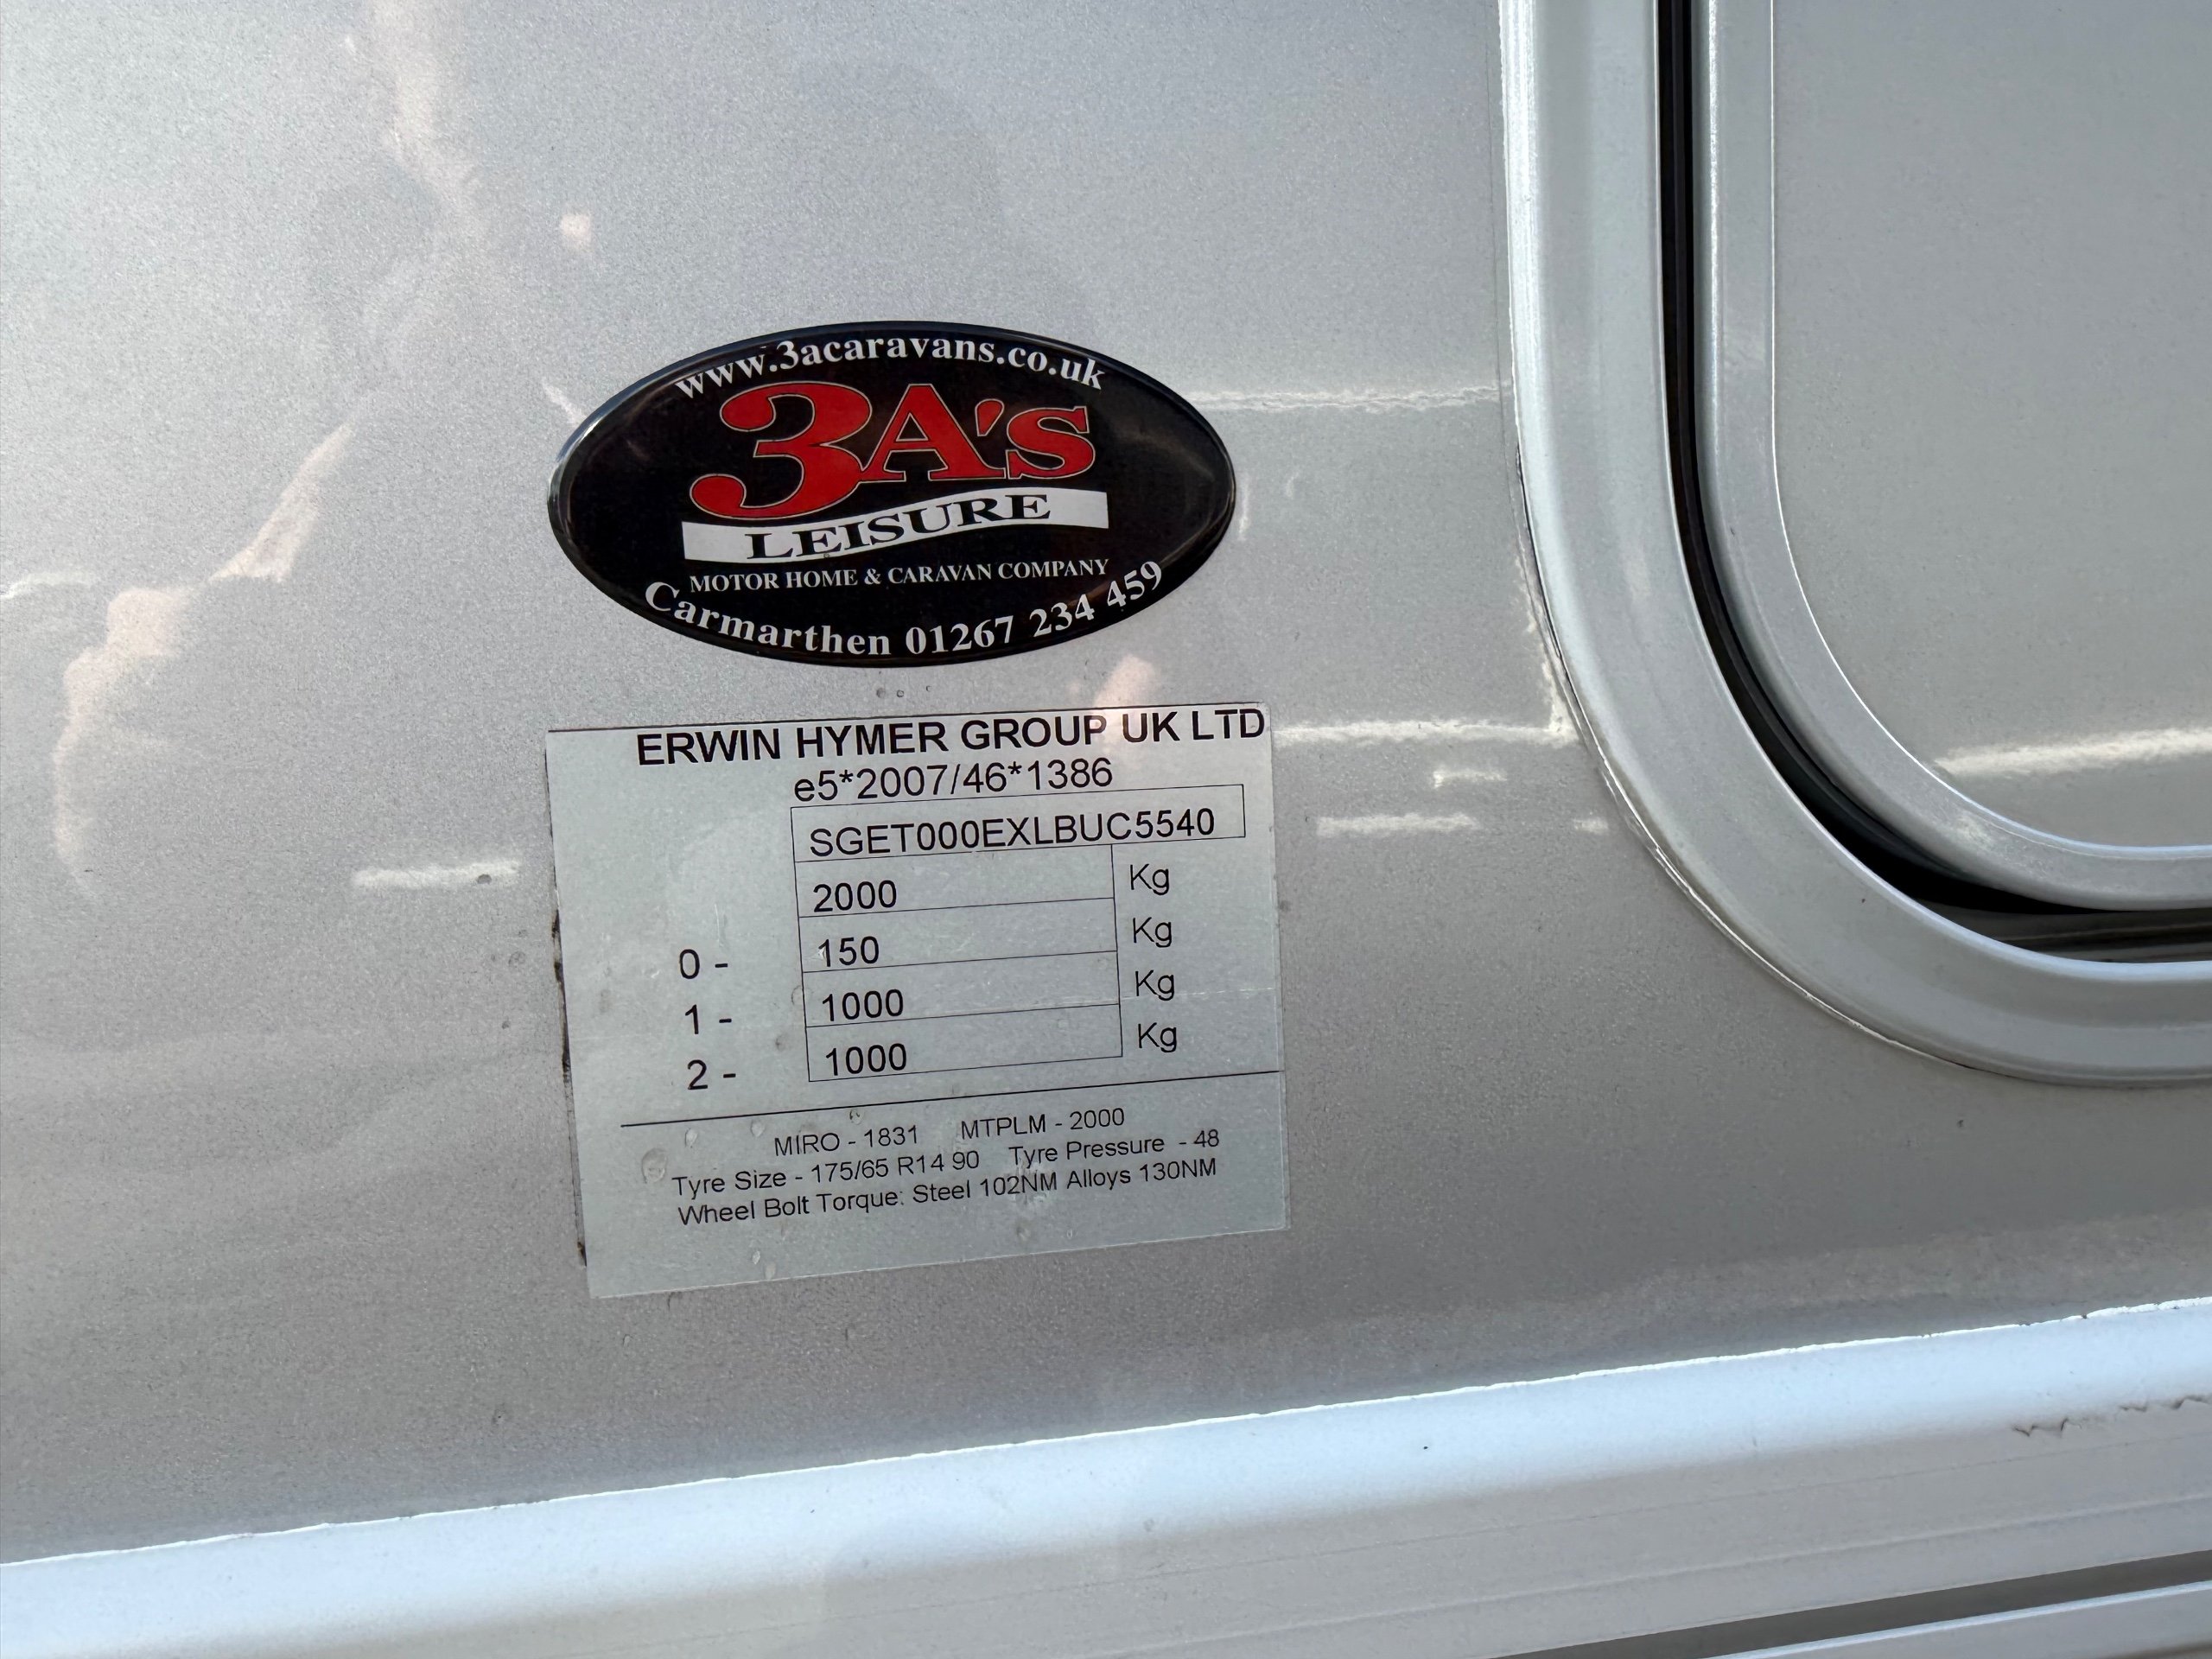 www.3acaravans.co.uk
3A's
LEISURE
MOTOR HOME & CARAVAN COMPANY
Carmarthen 01267 234 459
ERWIN HYMER GROUP UK LTD
e5*2007/46*1386
SGET000EXLBUC5540
2000 Kg
0 - 150 Kg
1 - 1000 Kg
2 - 1000 Kg
MIRO - 1831 MTPLM - 2000
Tyre Size - 175/65 R14 90 Tyre Pressure - 48
Wheel Bolt Torque: Steel 102NM Alloys 130NM